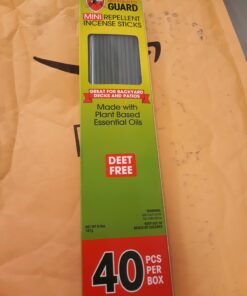 GUARD
MINI REPELLENT
INCENSE STICKS
GREAT FOR BACKYARD
DECKS AND PATIOS
Made with
Plant Based
Essential Oils
DEET
FREE
40
PCS
PER
BOX